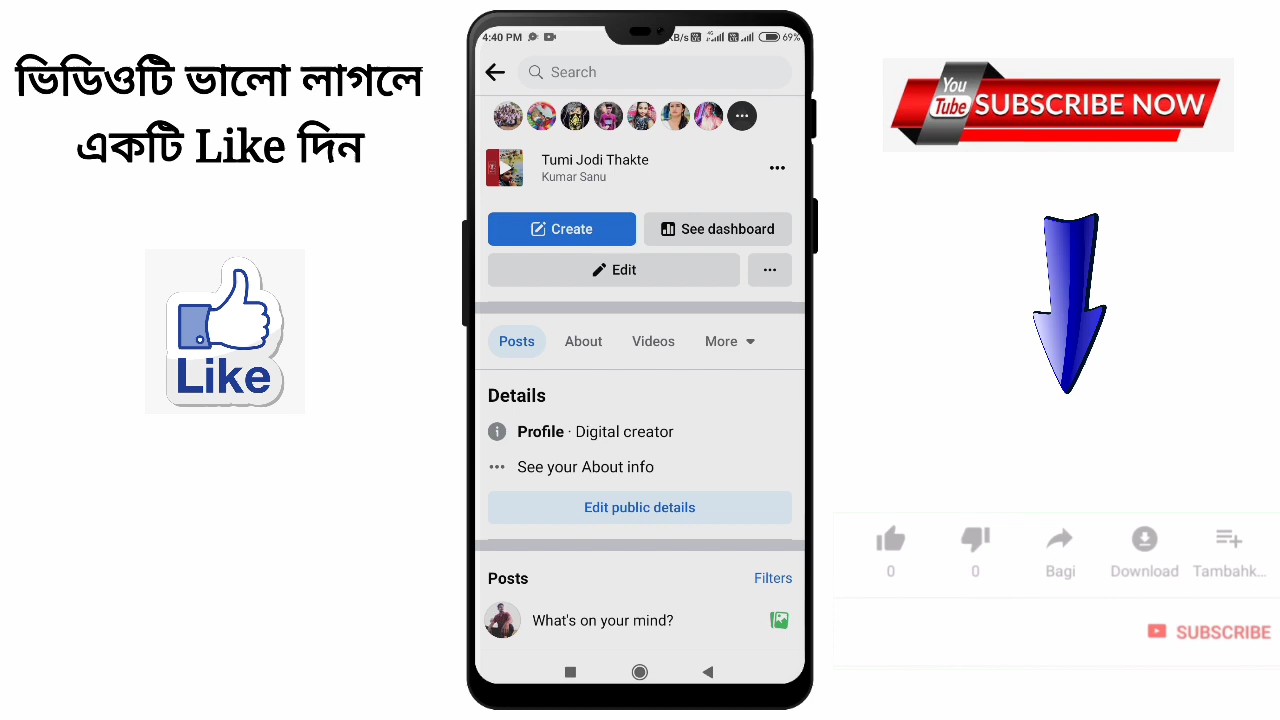 ভিডিওটি ভালো লাগলে
একটি Like দিন
Like
4:40 PM
KB/s
69%
Search
Tumi Jodi Thakte
Kumar Sanu
Create
See dashboard
Edit
Posts
About
Videos
More
Details
Profile · Digital creator
See your About info
Edit public details
Posts
Filters
What's on your mind?
You
Tube
SUBSCRIBE NOW
0
0
Bagi
Download
Tambahk...
SUBSCRIBE